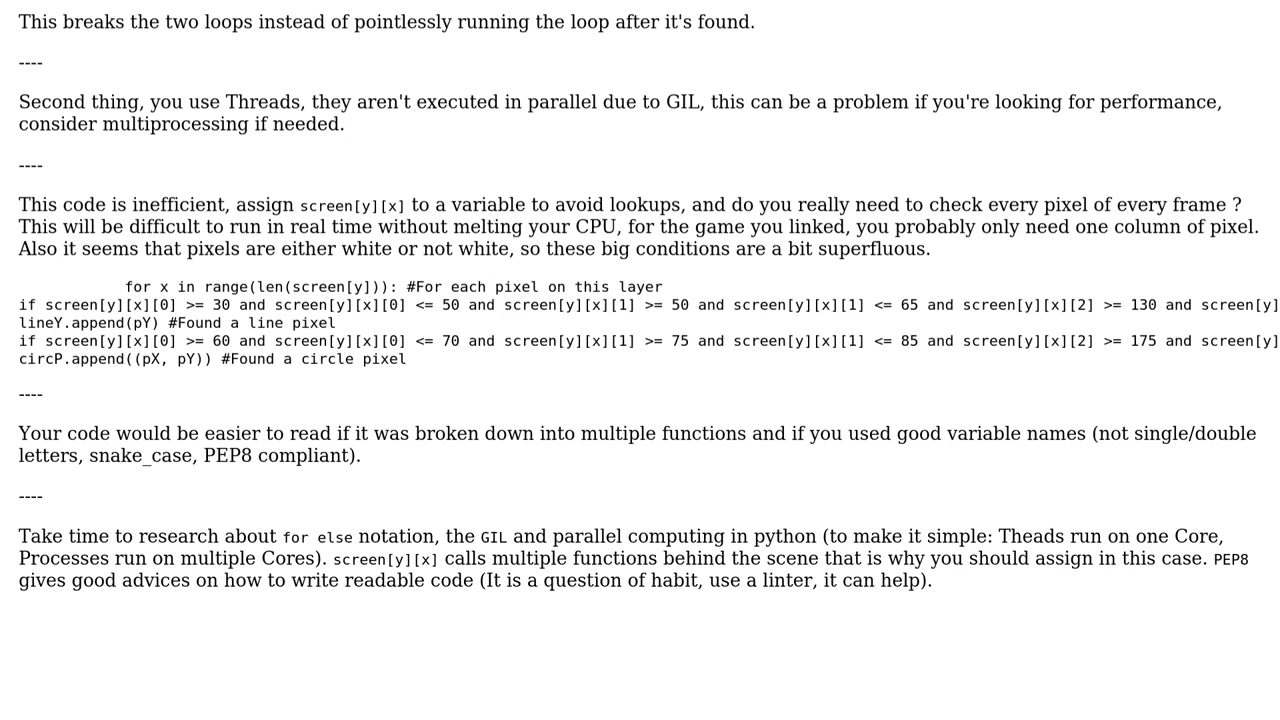 This breaks the two loops instead of pointlessly running the loop after it's found.
----
Second thing, you use Threads, they aren't executed in parallel due to GIL, this can be a problem if you're looking for performance,
consider multiprocessing if needed.
----
This code is inefficient, assign screen[y][x] to a variable to avoid lookups, and do you really need to check every pixel of every frame ?
This will be difficult to run in real time without melting your CPU, for the game you linked, you probably only need one column of pixel.
Also it seems that pixels are either white or not white, so these big conditions are a bit superfluous.
            for x in range(len(screen[y])): #For each pixel on this layer
if screen[y][x][0] >= 30 and screen[y][x][0] <= 50 and screen[y][x][1] >= 50 and screen[y][x][1] <= 65 and screen[y][x][2] >= 130 and screen[y]
lineY.append(pY) #Found a line pixel
if screen[y][x][0] >= 60 and screen[y][x][0] <= 70 and screen[y][x][1] >= 75 and screen[y][x][1] <= 85 and screen[y][x][2] >= 175 and screen[y]
circP.append((pX, pY)) #Found a circle pixel
----
Your code would be easier to read if it was broken down into multiple functions and if you used good variable names (not single/double
letters, snake_case, PEP8 compliant).
----
Take time to research about for else notation, the GIL and parallel computing in python (to make it simple: Theads run on one Core,
Processes run on multiple Cores). screen[y][x] calls multiple functions behind the scene that is why you should assign in this case. PEP8
gives good advices on how to write readable code (It is a question of habit, use a linter, it can help).